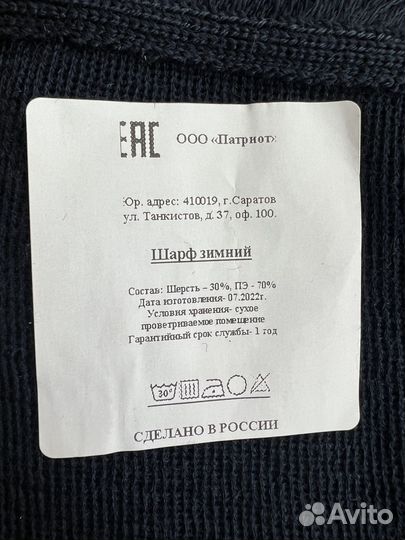 EAC ООО «Патриот»
Юр. адрес: 410019, г.Саратов
ул. Танкистов, д. 37, оф. 100.
Шарф зимний
Состав: Шерсть – 30%, ПЭ - 70%
Дата изготовления- 07.2022г.
Условия хранения- сухое
проветриваемое помещение
Гарантийный срок службы- 1 год
30°
СДЕЛАНО В РОССИИ
Avito